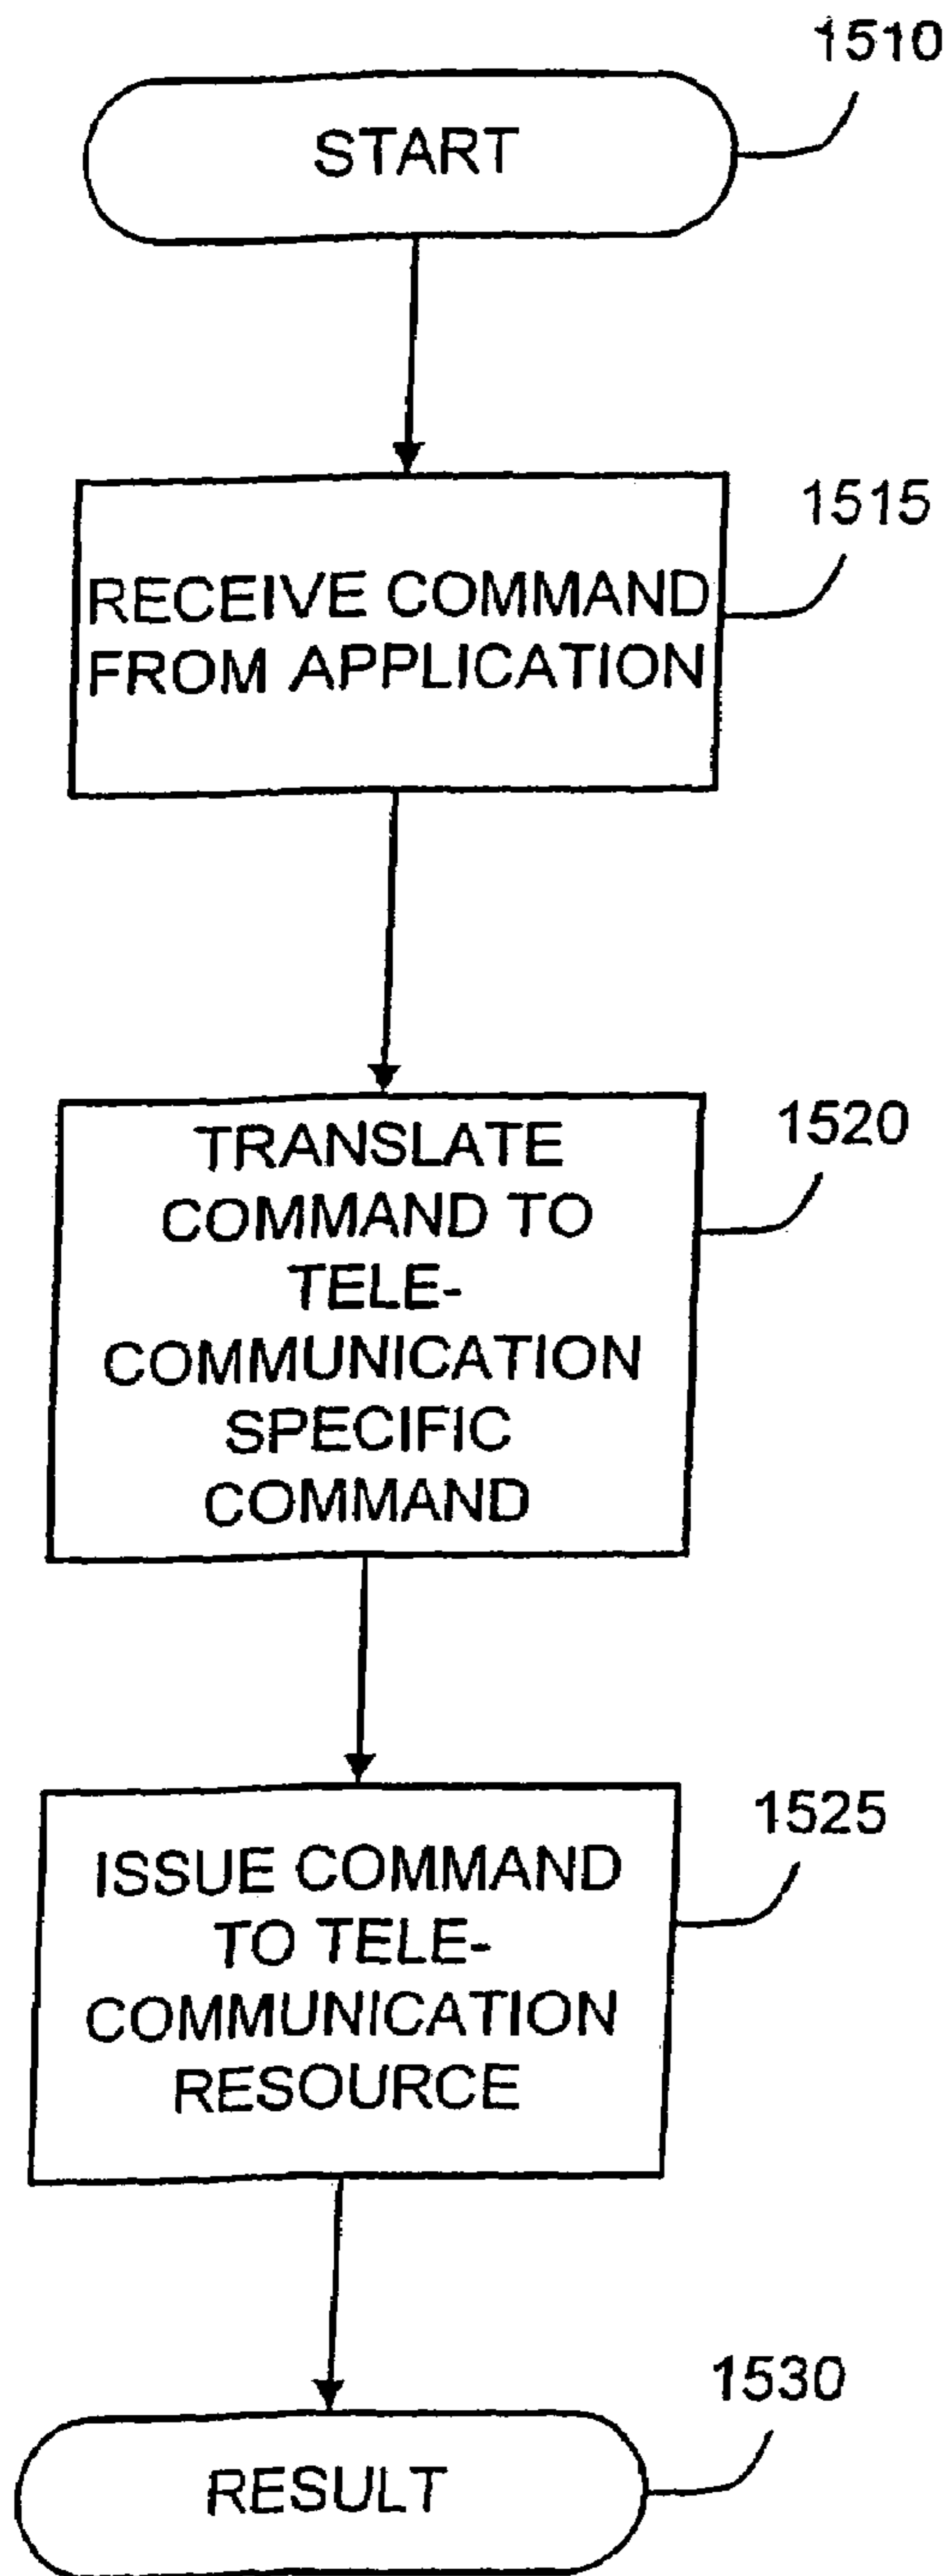 1510
START
1515
RECEIVE COMMAND
FROM APPLICATION
1520
TRANSLATE
COMMAND TO
TELE-
COMMUNICATION
SPECIFIC
COMMAND
1525
ISSUE COMMAND
TO TELE-
COMMUNICATION
RESOURCE
1530
RESULT